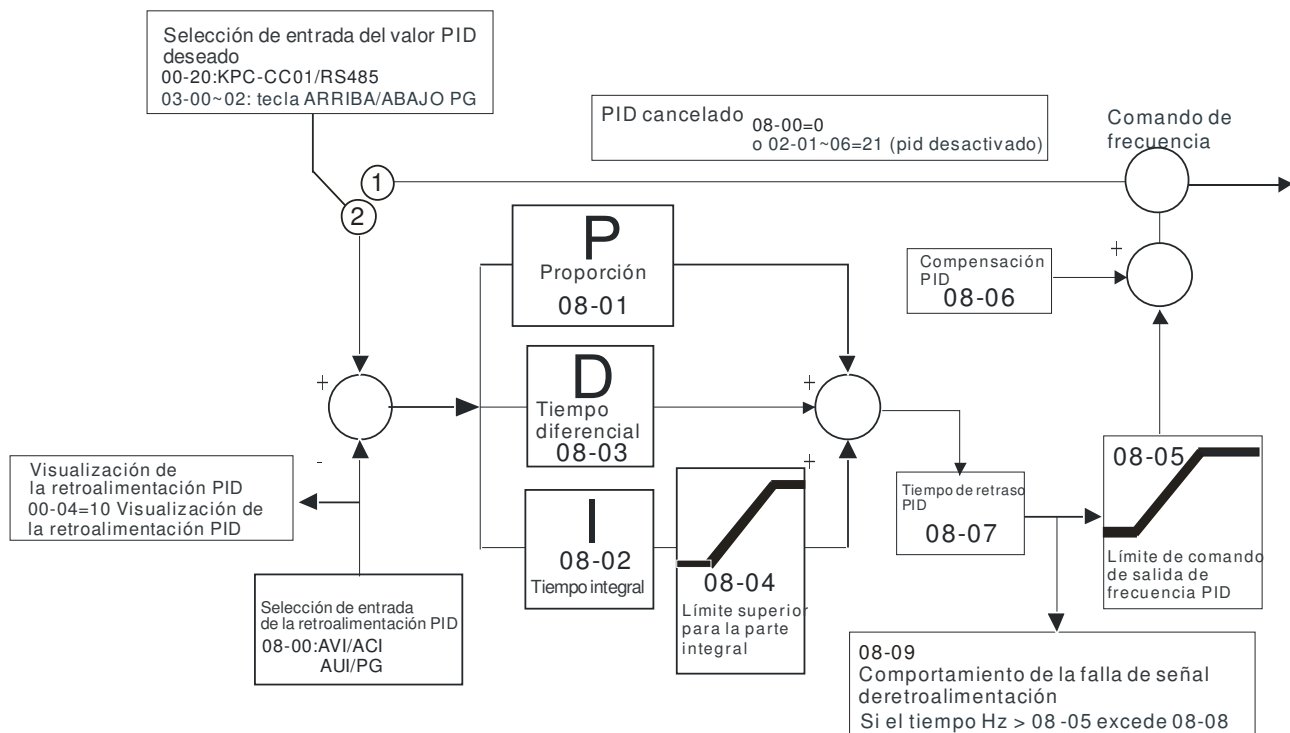 Selección de entrada del valor PID
deseado
00-20:KPC-CC01/RS485
03-00~02: tecla ARRIBA/ABAJO PG
PID cancelado
08-00=0
o 02-01~06=21 (pid desactivado)
Comando de
frecuencia
1
2
P
Proporción
08-01
Compensación
PID
08-06
+
+
D
Tiempo
diferencial
08-03
+
+
-
Visualización de
la retroalimentación PID
00-04=10 Visualización de
la retroalimentación PID
I
08-02
Tiempo integral
08-04
Límite superior
para la parte
integral
Tiempo de retraso
PID
08-07
08-05
Límite de comando
de salida de
frecuencia PID
Selección de entrada
de la retroalimentación PID
08-00:AVI/ACI
AUI/PG
08-09
Comportamiento de la falla de señal
deretroalimentación
Si el tiempo Hz > 08 -05 excede 08-08